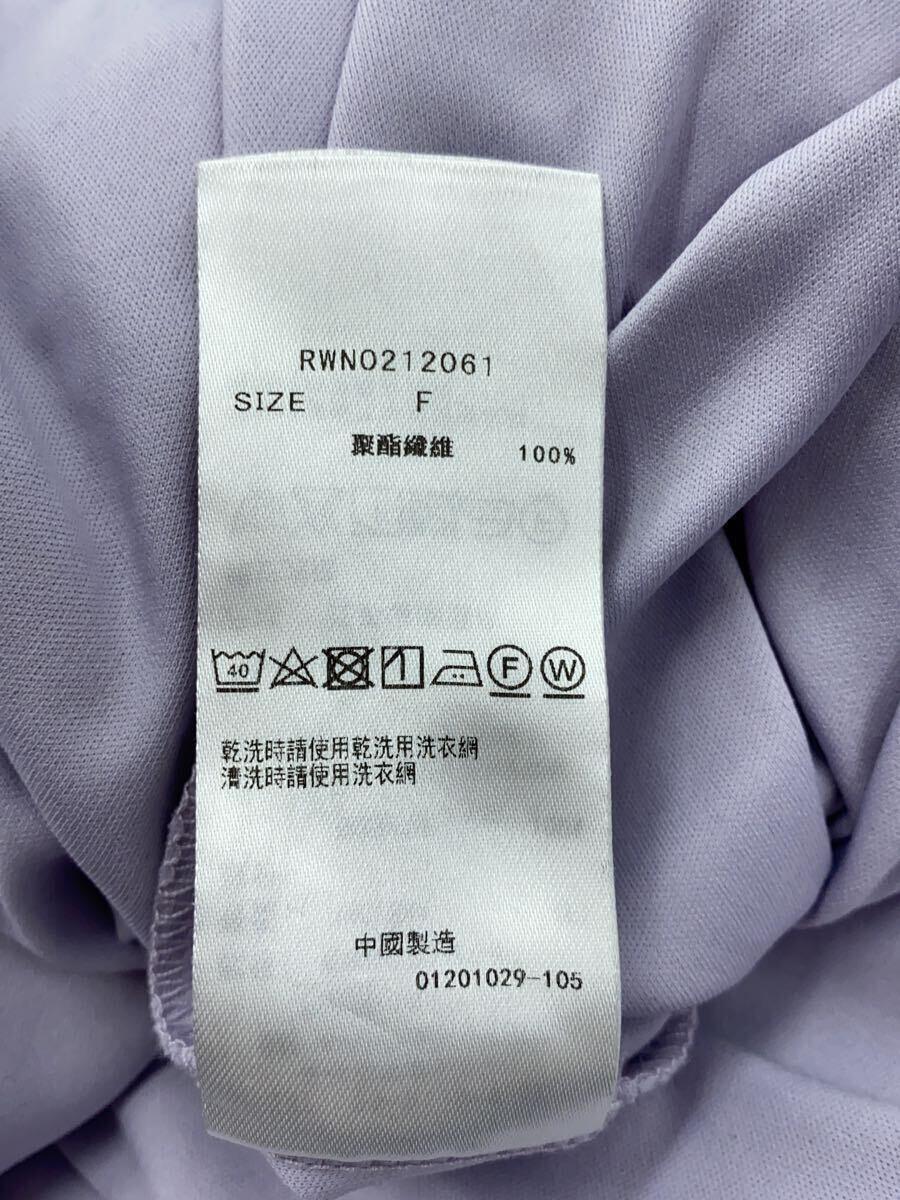 RWN0212061
SIZE F
聚酯纖維 100%
40 F W
乾洗時請使用乾洗用洗衣網
濟洗時請使用洗衣網
中國製造
01201029-105